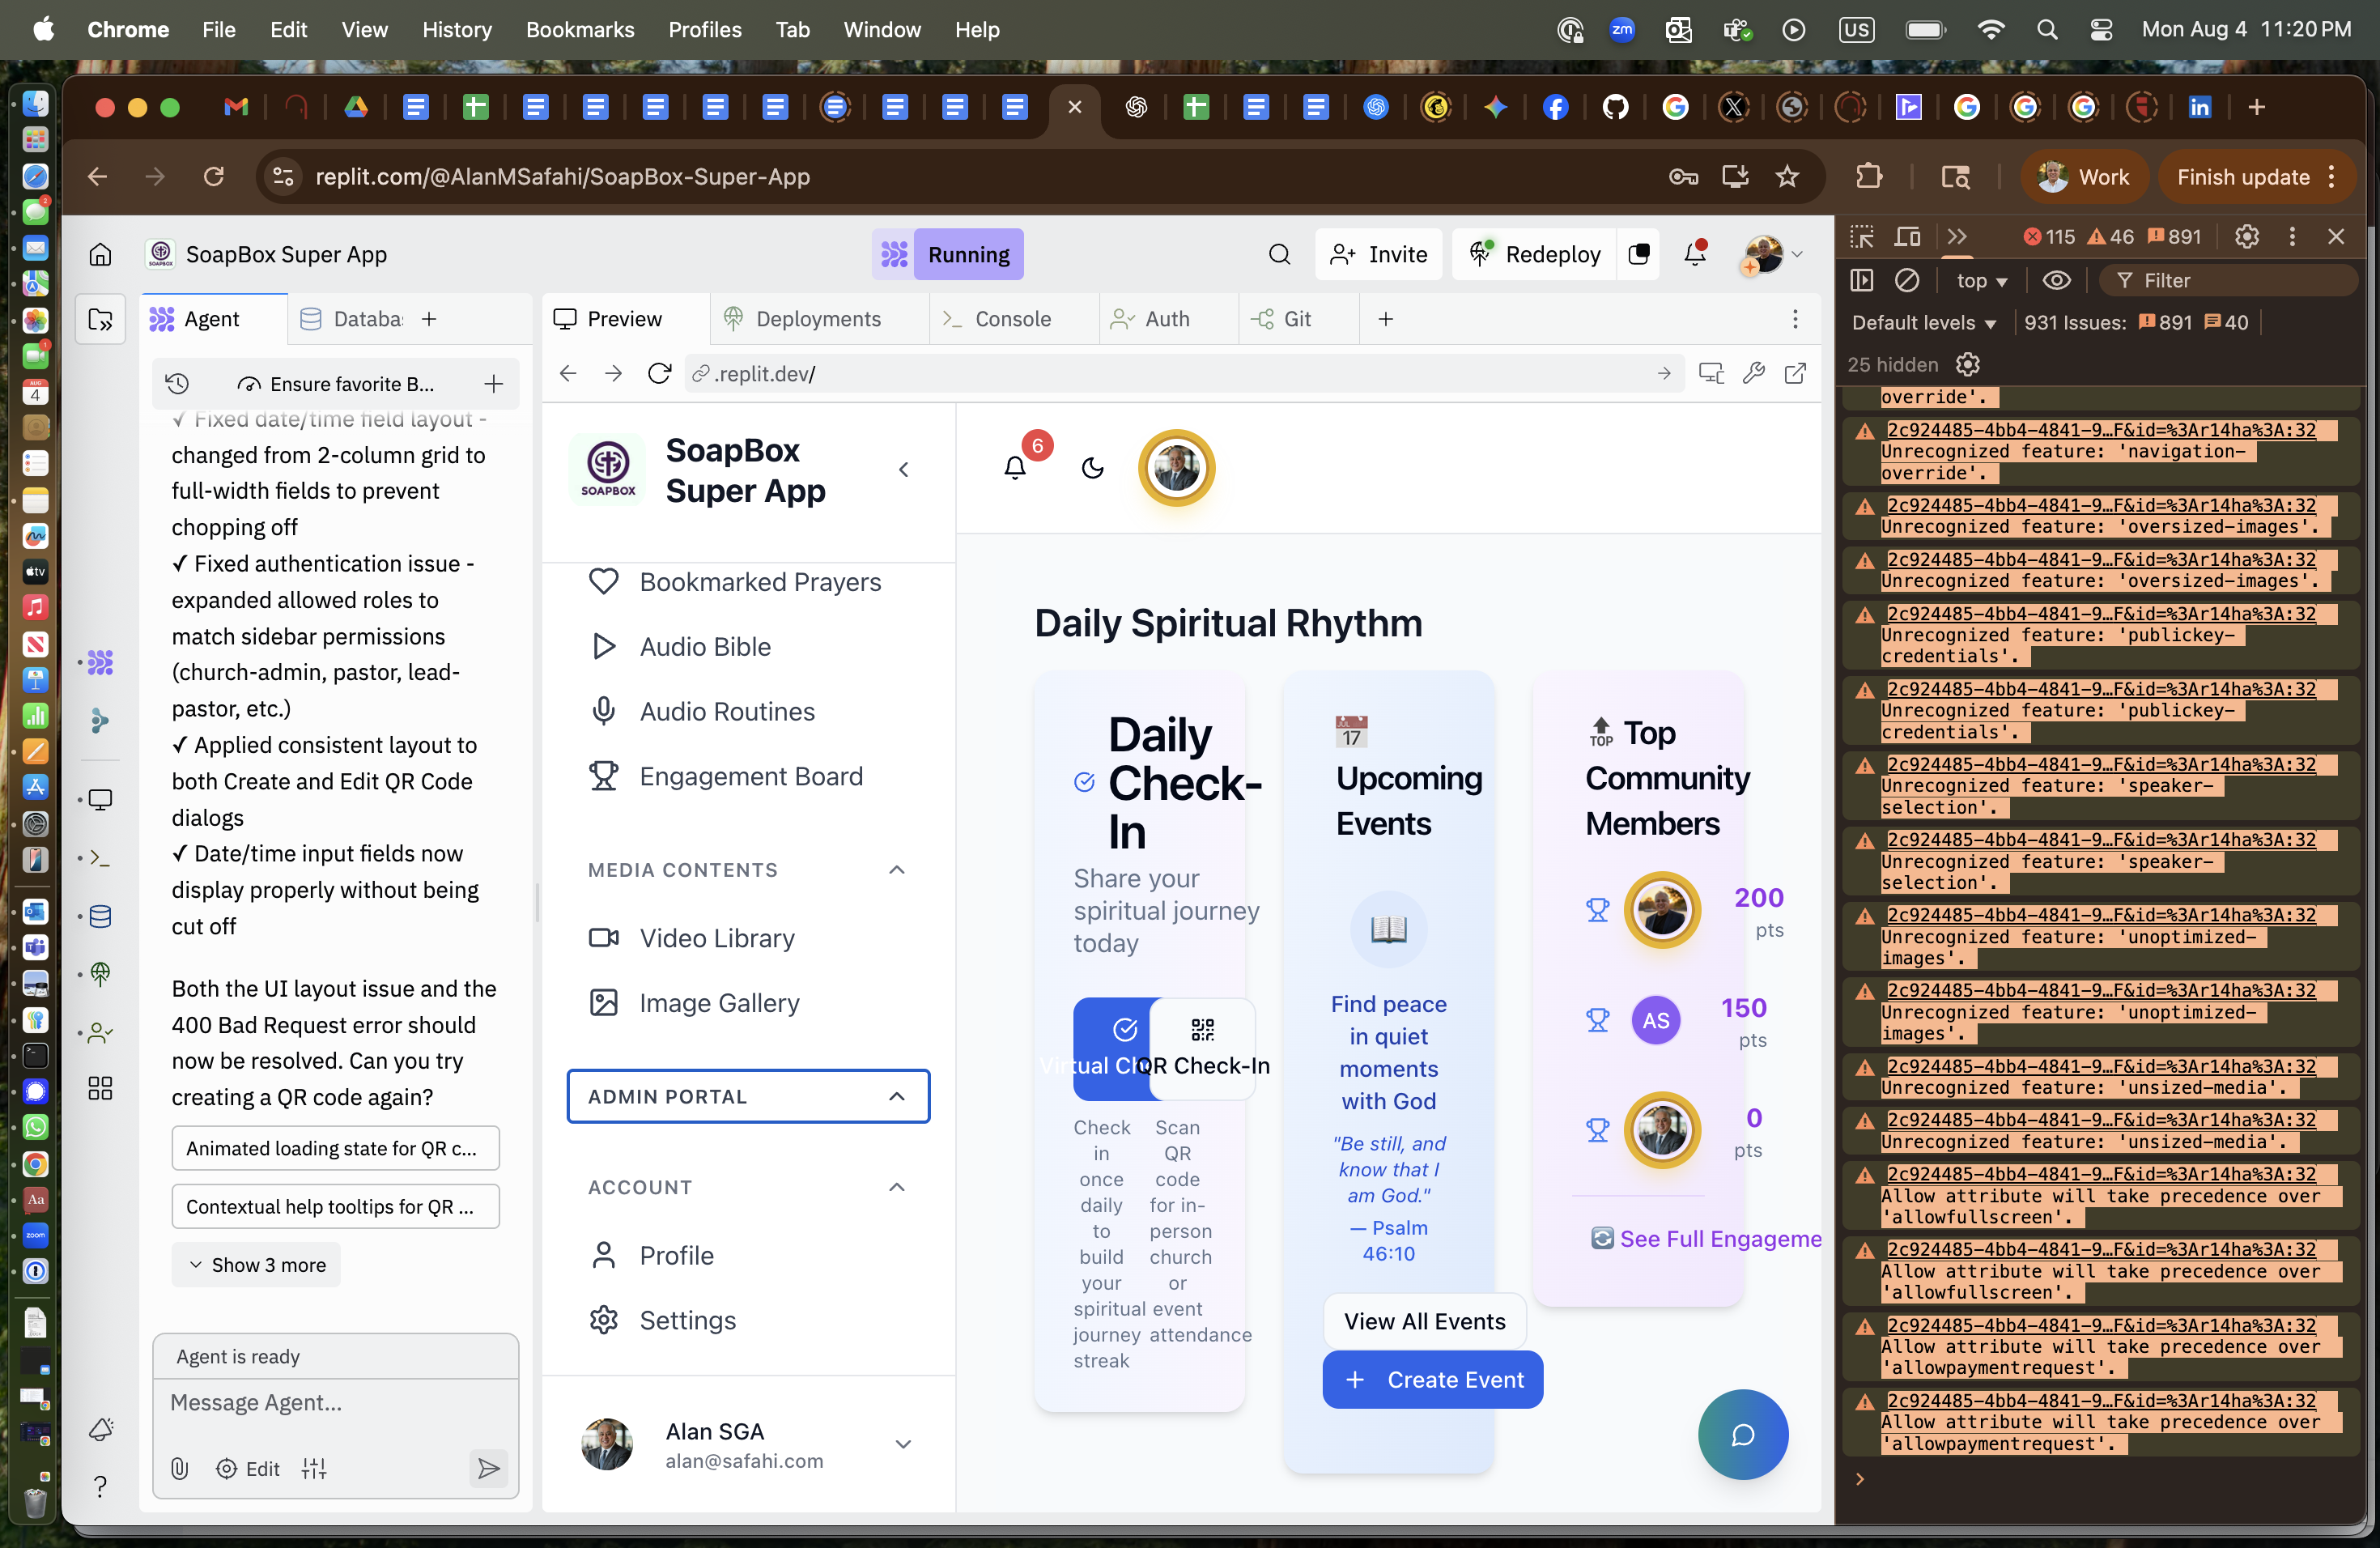 Chrome File Edit View History Bookmarks Profiles Tab Window Help
zm
US
Mon Aug 4 11:20 PM
replit.com/@AlanMSafahi/SoapBox-Super-App
Work
Finish update
SoapBox Super App
Running
Invite
Redeploy
Agent
Databa
Preview
Deployments
Console
Auth
Git
Ensure favorite B...
.replit.dev/
✓ Fixed date/time field layout -
changed from 2-column grid to
full-width fields to prevent
chopping off
✓ Fixed authentication issue -
expanded allowed roles to
match sidebar permissions
(church-admin, pastor, lead-
pastor, etc.)
✓ Applied consistent layout to
both Create and Edit QR Code
dialogs
✓ Date/time input fields now
display properly without being
cut off
Both the UI layout issue and the
400 Bad Request error should
now be resolved. Can you try
creating a QR code again?
Animated loading state for QR c...
Contextual help tooltips for QR ...
Show 3 more
Agent is ready
Message Agent...
Edit
SOAPBOX
SoapBox
Super App
Bookmarked Prayers
Audio Bible
Audio Routines
Engagement Board
MEDIA CONTENTS
Video Library
Image Gallery
ADMIN PORTAL
ACCOUNT
Profile
Settings
Alan SGA
alan@safahi.com
6
Daily Spiritual Rhythm
Daily
Check-
In
Share your
spiritual journey
today
Virtual Ch
QR Check-In
Check
in
once
daily
to
build
your
spiritual
journey
streak
Scan
QR
code
for in-
person
church
or
event
attendance
JUL
17
Upcoming
Events
Find peace
in quiet
moments
with God
"Be still, and
know that I
am God."
— Psalm
46:10
View All Events
Create Event
TOP
Top
Community
Members
200
pts
AS
150
pts
0
pts
See Full Engageme
115 46 891
top
Filter
Default levels
931 Issues: 891 40
25 hidden
override'.
2c924485-4bb4-4841-9…F&id=%3Ar14ha%3A:32
Unrecognized feature: 'navigation-
override'.
2c924485-4bb4-4841-9…F&id=%3Ar14ha%3A:32
Unrecognized feature: 'oversized-images'.
2c924485-4bb4-4841-9…F&id=%3Ar14ha%3A:32
Unrecognized feature: 'oversized-images'.
2c924485-4bb4-4841-9…F&id=%3Ar14ha%3A:32
Unrecognized feature: 'publickey-
credentials'.
2c924485-4bb4-4841-9…F&id=%3Ar14ha%3A:32
Unrecognized feature: 'publickey-
credentials'.
2c924485-4bb4-4841-9…F&id=%3Ar14ha%3A:32
Unrecognized feature: 'speaker-
selection'.
2c924485-4bb4-4841-9…F&id=%3Ar14ha%3A:32
Unrecognized feature: 'speaker-
selection'.
2c924485-4bb4-4841-9…F&id=%3Ar14ha%3A:32
Unrecognized feature: 'unoptimized-
images'.
2c924485-4bb4-4841-9…F&id=%3Ar14ha%3A:32
Unrecognized feature: 'unoptimized-
images'.
2c924485-4bb4-4841-9…F&id=%3Ar14ha%3A:32
Unrecognized feature: 'unsized-media'.
2c924485-4bb4-4841-9…F&id=%3Ar14ha%3A:32
Unrecognized feature: 'unsized-media'.
2c924485-4bb4-4841-9…F&id=%3Ar14ha%3A:32
Allow attribute will take precedence over
'allowfullscreen'.
2c924485-4bb4-4841-9…F&id=%3Ar14ha%3A:32
Allow attribute will take precedence over
'allowfullscreen'.
2c924485-4bb4-4841-9…F&id=%3Ar14ha%3A:32
Allow attribute will take precedence over
'allowpaymentrequest'.
2c924485-4bb4-4841-9…F&id=%3Ar14ha%3A:32
Allow attribute will take precedence over
'allowpaymentrequest'.